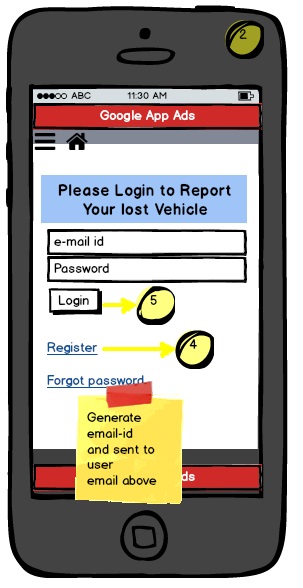 2
ABC 11:30 AM
Google App Ads
Please Login to Report
Your lost Vehicle
e-mail id
Password
Login
5
Register
4
Forgot password
Generate
email-id
and sent to
user
email above
ds